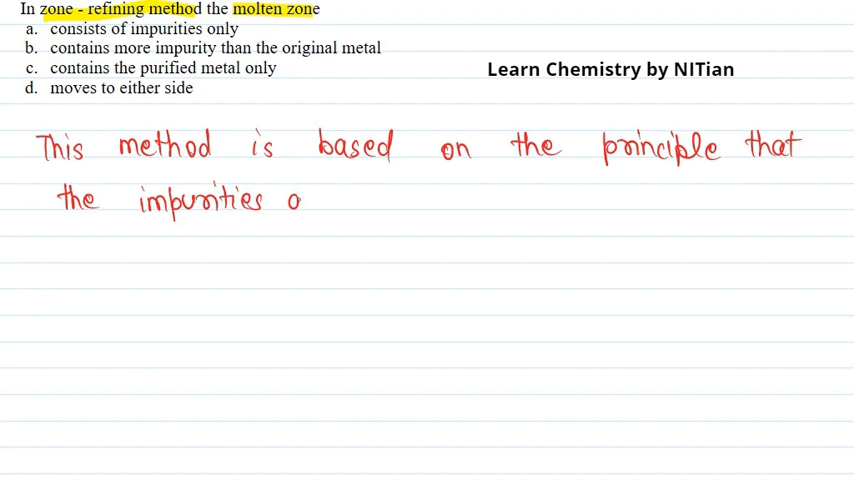 In zone - refining method the molten zone
a. consists of impurities only
b. contains more impurity than the original metal
c. contains the purified metal only
d. moves to either side
Learn Chemistry by NITian
This method is based on the principle that
the impurities a